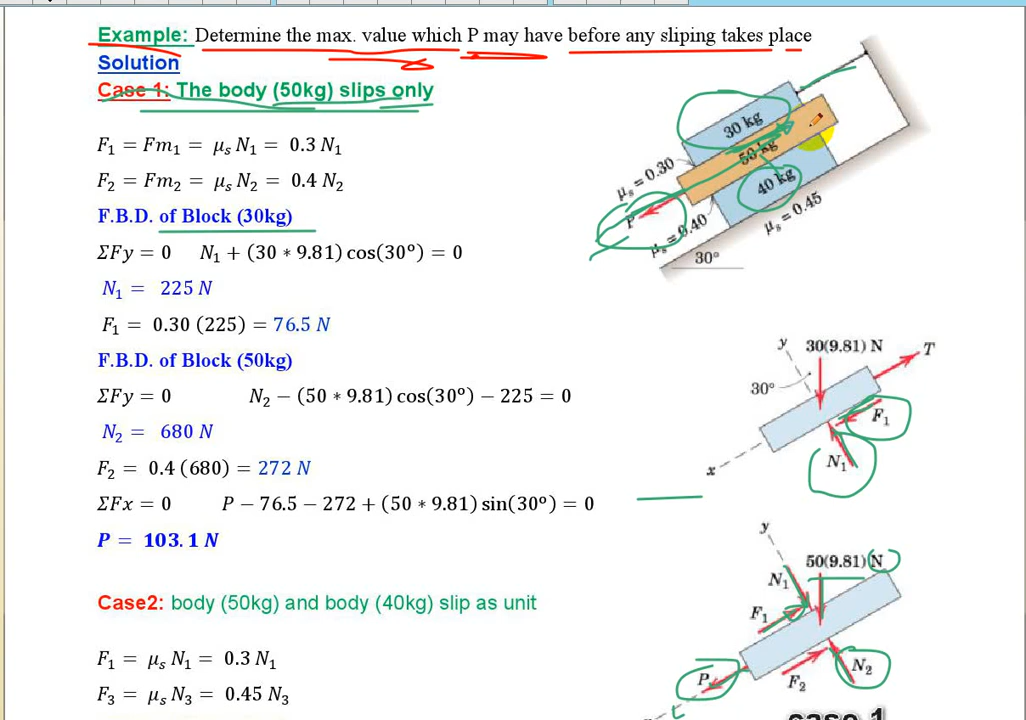 Example: Determine the max. value which P may have before any sliping takes place
Solution
Case 1: The body (50kg) slips only
F₁ = Fm₁ = μₛ N₁ = 0.3 N₁
F₂ = Fm₂ = μₛ N₂ = 0.4 N₂
F.B.D. of Block (30kg)
ΣFy = 0 N₁ + (30 ∗ 9.81) cos(30°) = 0
N₁ = 225 N
F₁ = 0.30 (225) = 76.5 N
F.B.D. of Block (50kg)
ΣFy = 0 N₂ − (50 ∗ 9.81) cos(30°) − 225 = 0
N₂ = 680 N
F₂ = 0.4 (680) = 272 N
ΣFx = 0 P − 76.5 − 272 + (50 ∗ 9.81) sin(30°) = 0
P = 103.1 N
Case2: body (50kg) and body (40kg) slip as unit
F₁ = μₛ N₁ = 0.3 N₁
F₃ = μₛ N₃ = 0.45 N₃
30 kg
50 kg
40 kg
μₛ = 0.30
P
μₛ = 0.40
μₛ = 0.45
30°
y
30(9.81) N
T
30°
F₁
N₁
x
y
50(9.81) N
N₁
F₁
N₂
P
F₂
case 1